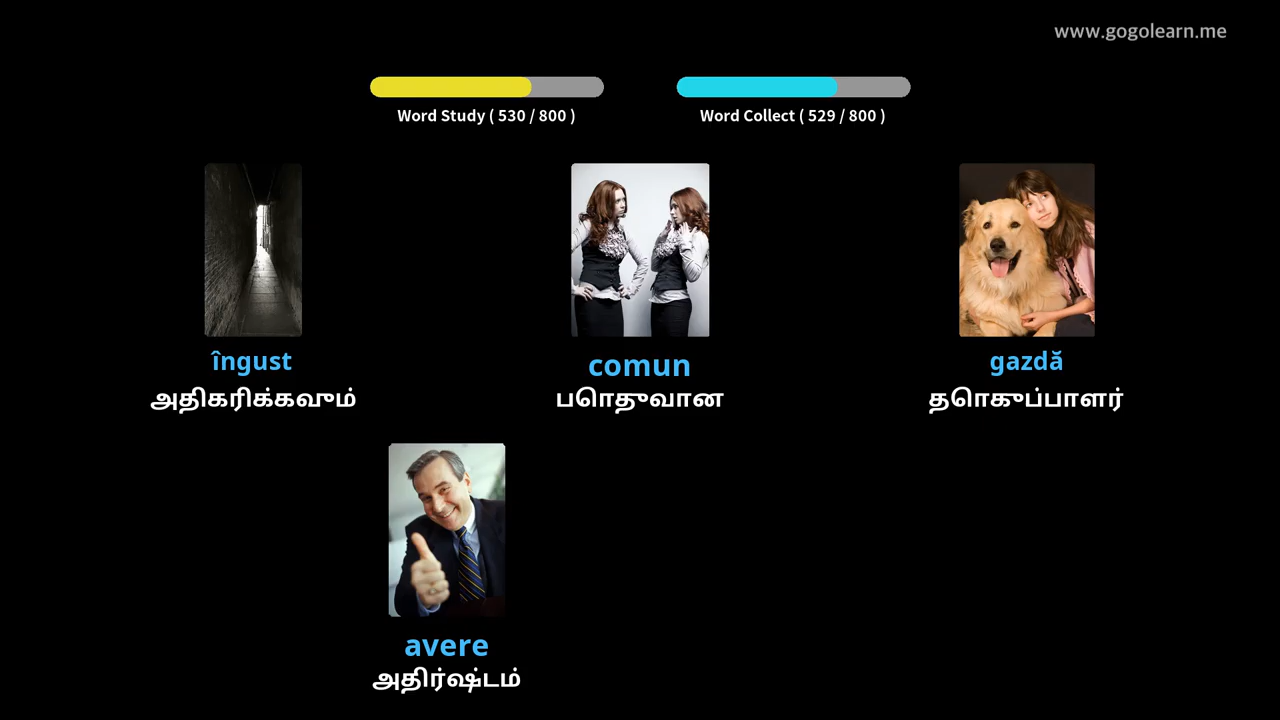 www.gogolearn.me
Word Study ( 530 / 800 )
Word Collect ( 529 / 800 )
îngust
comun
gazdă
அதிகரிக்கவும்
பொதுவான
தொகுப்பாளர்
avere
அதிர்ஷ்டம்